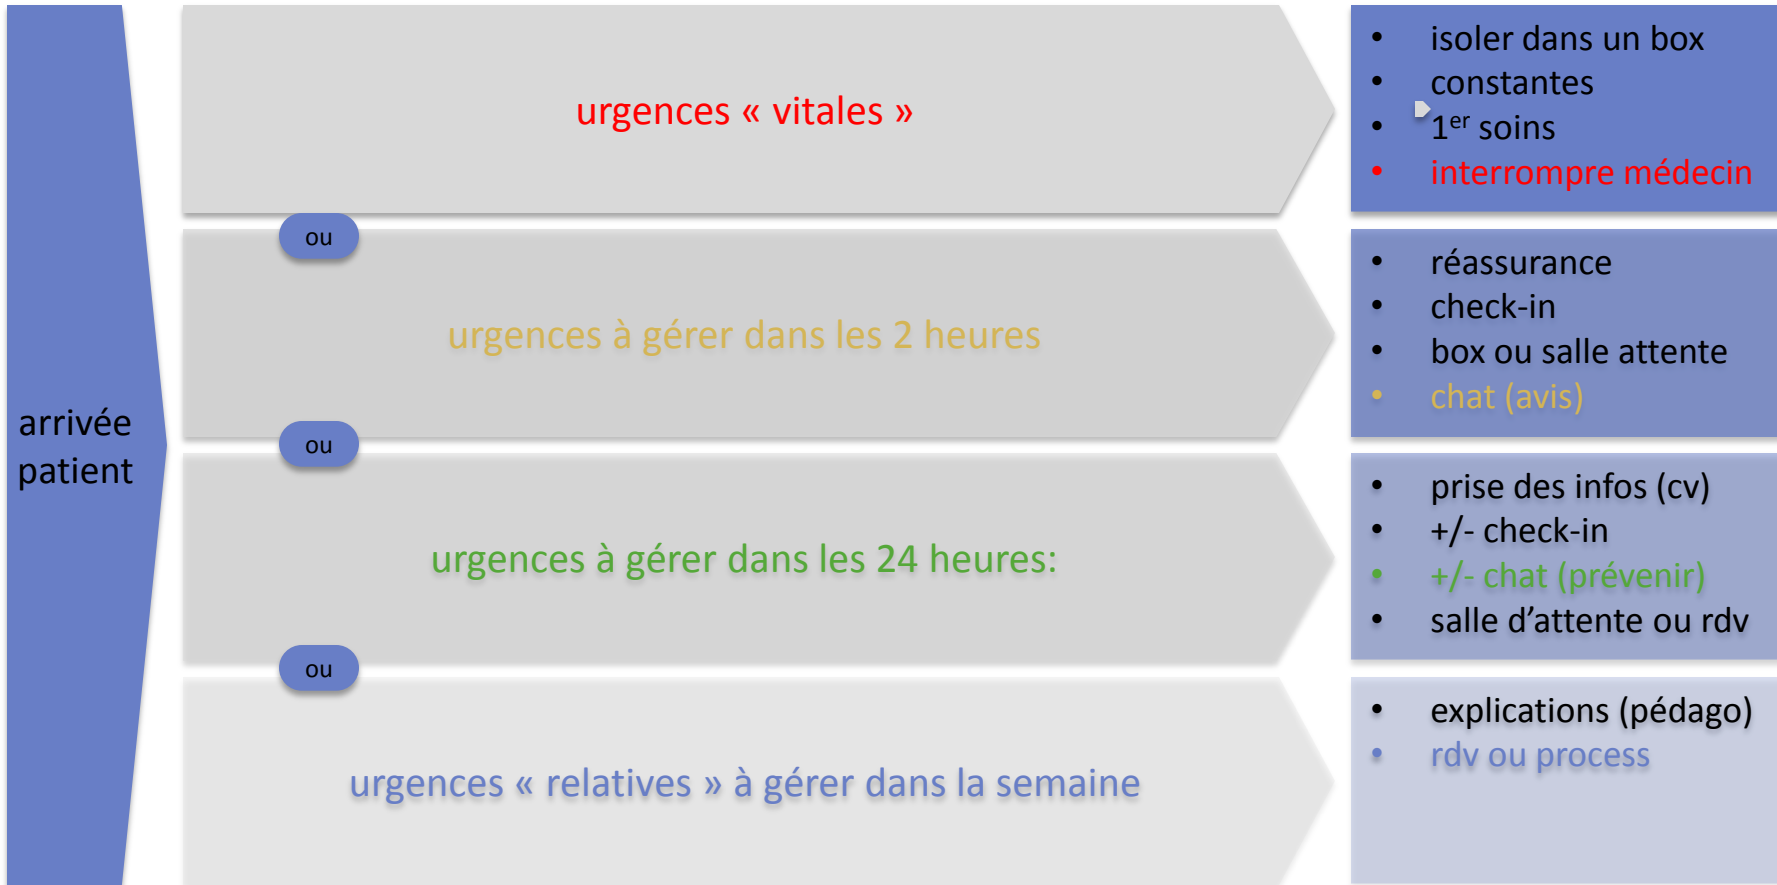 arrivée
patient
urgences « vitales »
• isoler dans un box
• constantes
• 1er soins
• interrompre médecin
ou
urgences à gérer dans les 2 heures
• réassurance
• check-in
• box ou salle attente
• chat (avis)
ou
urgences à gérer dans les 24 heures:
• prise des infos (cv)
• +/- check-in
• +/- chat (prévenir)
• salle d’attente ou rdv
ou
urgences « relatives » à gérer dans la semaine
• explications (pédago)
• rdv ou process